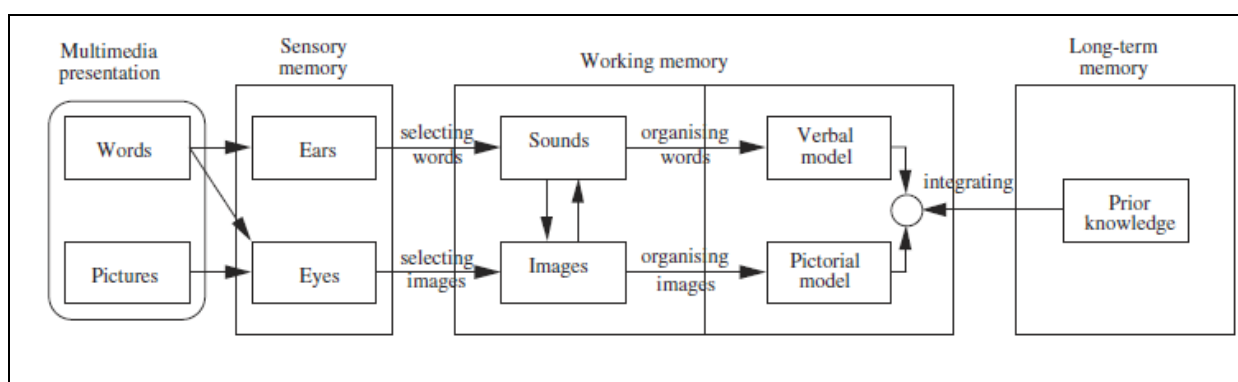 Multimedia
presentation
Sensory
memory
Working memory
Long-term
memory
Words
Ears
selecting
words
Sounds
organising
words
Verbal
model
integrating
Prior
knowledge
Pictures
Eyes
selecting
images
Images
organising
images
Pictorial
model